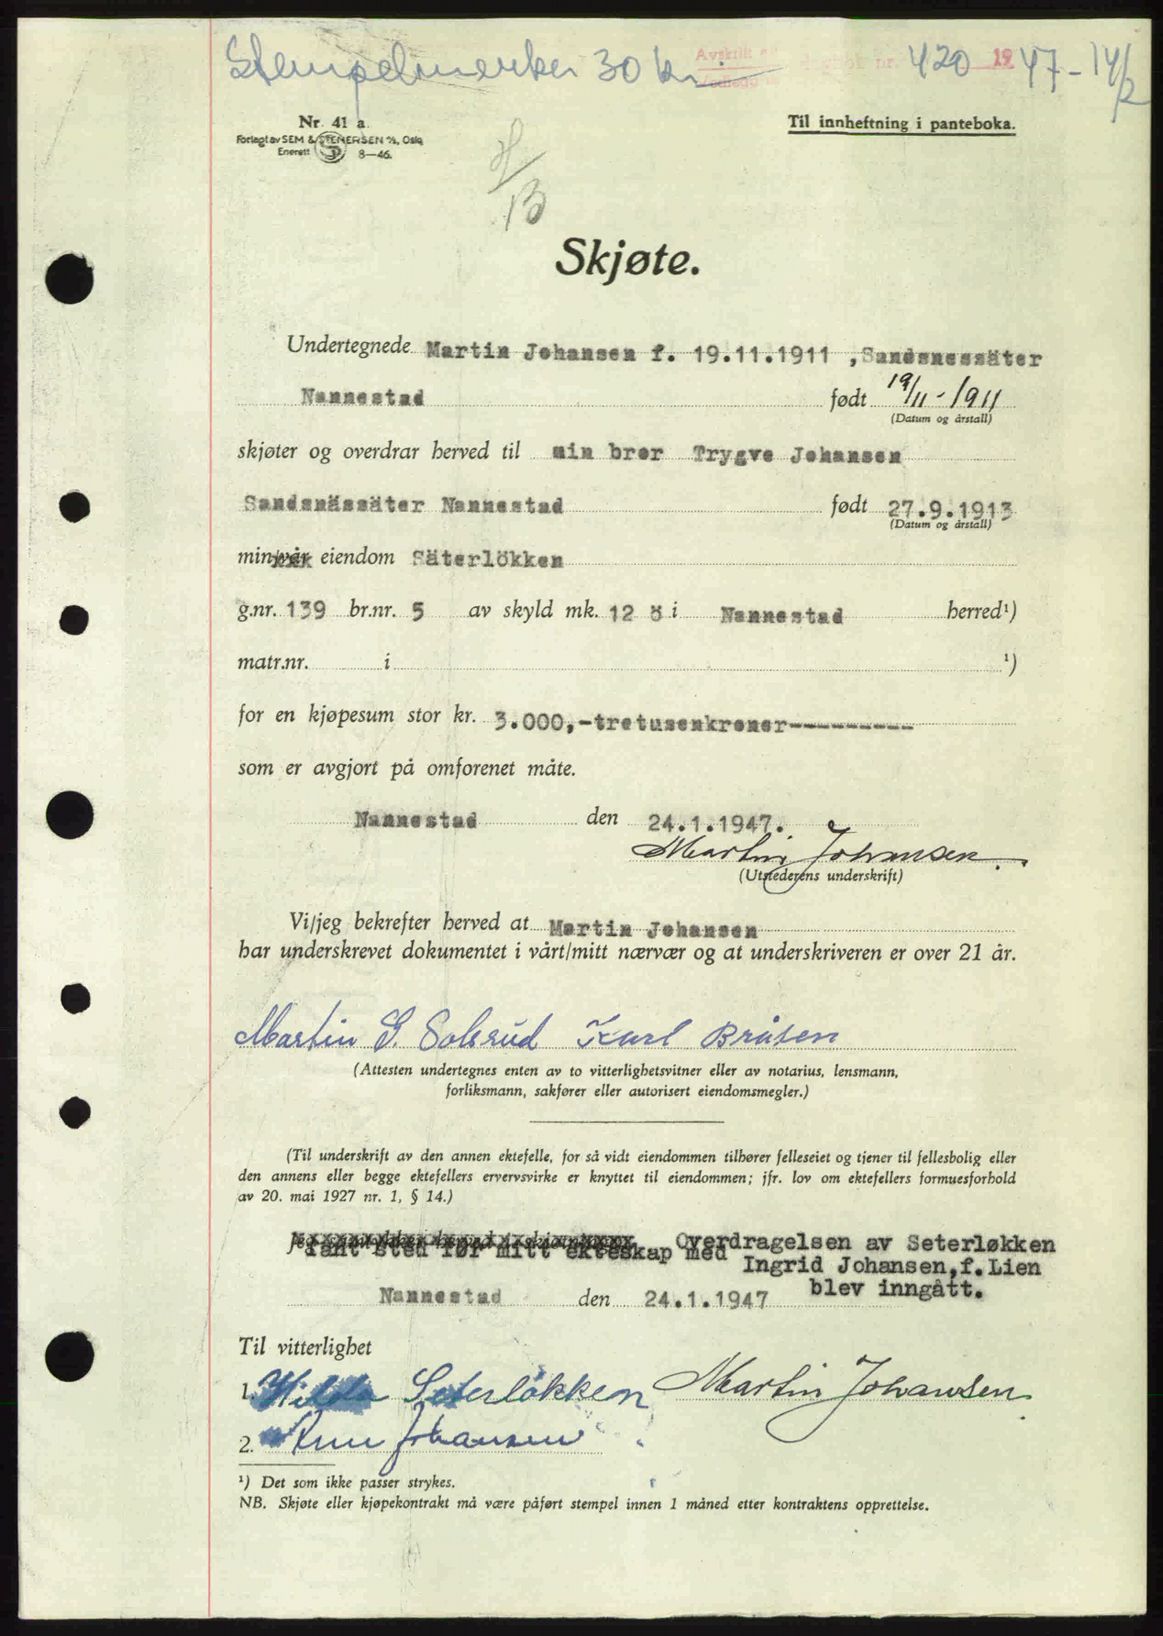 Stempelmerker 30 kr.
Avskrift nr. 420 1947-14/2
Nr. 41 a.
Til innheftning i panteboka.
Forlagt av SEM & STENERSEN A/S, Oslo
Enerett 8-46.
Skjøte.
Undertegnede Martin Johansen f. 19.11.1911 ,Sandsnessäter
Nannestad født 19/11-1911
(Datum og årstall)
skjøter og overdrar herved til min bror Trygve Johansen
Sandsnässäter Nannestad født 27.9.1913
(Datum og årstall)
min/vår eiendom Säterlökken
g.nr. 139 br.nr. 5 av skyld mk. 12 ö i Nannestad herred¹)
matr.nr. i ¹)
for en kjøpesum stor kr. 3.000,-tretusenkroner----------
som er avgjort på omforenet måte.
Nannestad den 24.1.1947.
Martin Johansen.
(Utstederens underskrift)
Vi/jeg bekrefter herved at Martin Johansen
har underskrevet dokumentet i vårt/mitt nærvær og at underskriveren er over 21 år.
Martin G. Solsrud Karl Bråten
(Attesten undertegnes enten av to vitterlighetsvitner eller av notarius, lensmann,
forliksmann, sakfører eller autorisert eiendomsmegler.)
(Til underskrift av den annen ektefelle, for så vidt eiendommen tilhører felleseiet og tjener til fellesbolig eller
den annens eller begge ektefellers ervervsvirke er knyttet til eiendommen; jfr. lov om ektefellers formuesforhold
av 20. mai 1927 nr. 1, § 14.)
Overdragelsen av Seterløkken
fant sted før mitt ekteskap med Ingrid Johansen,f.Lien
blev inngått.
Nannestad den 24.1.1947
Til vitterlighet
1. Hilda Seterløkken Martin Johansen
2. Johansen
¹) Det som ikke passer strykes.
NB. Skjøte eller kjøpekontrakt må være påført stempel innen 1 måned etter kontraktens opprettelse.